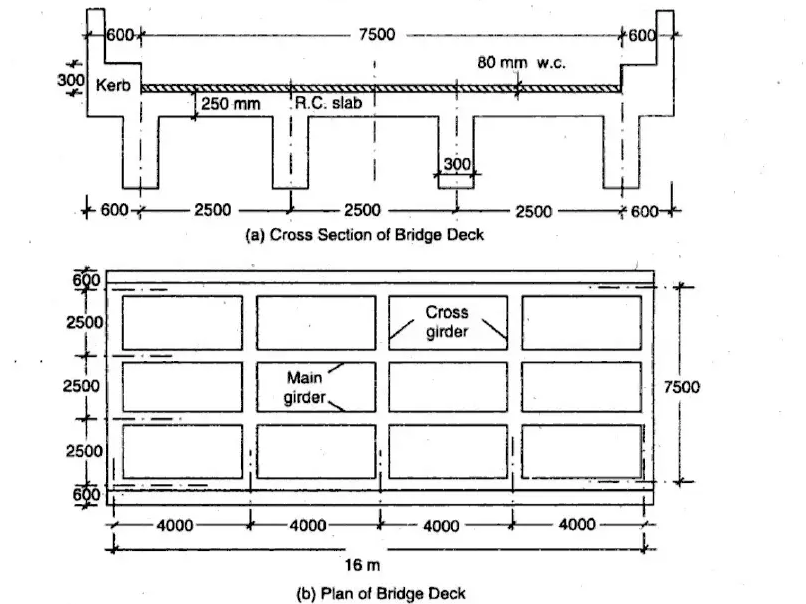 600 7500 600
80 mm w.c.
300 Kerb
250 mm R.C. slab
300
600 2500 2500 2500 600
(a) Cross Section of Bridge Deck
600
Cross
2500
girder
Main
2500 7500
girder
2500
600
4000 4000 4000 4000
16 m
(b) Plan of Bridge Deck